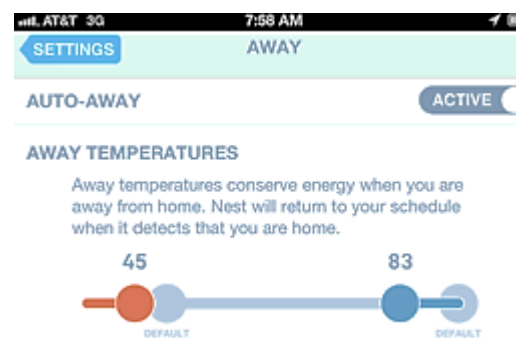 AT&T 3G 7:58 AM
SETTINGS AWAY
AUTO-AWAY ACTIVE
AWAY TEMPERATURES
Away temperatures conserve energy when you are
away from home. Nest will return to your schedule
when it detects that you are home.
45 83
DEFAULT DEFAULT